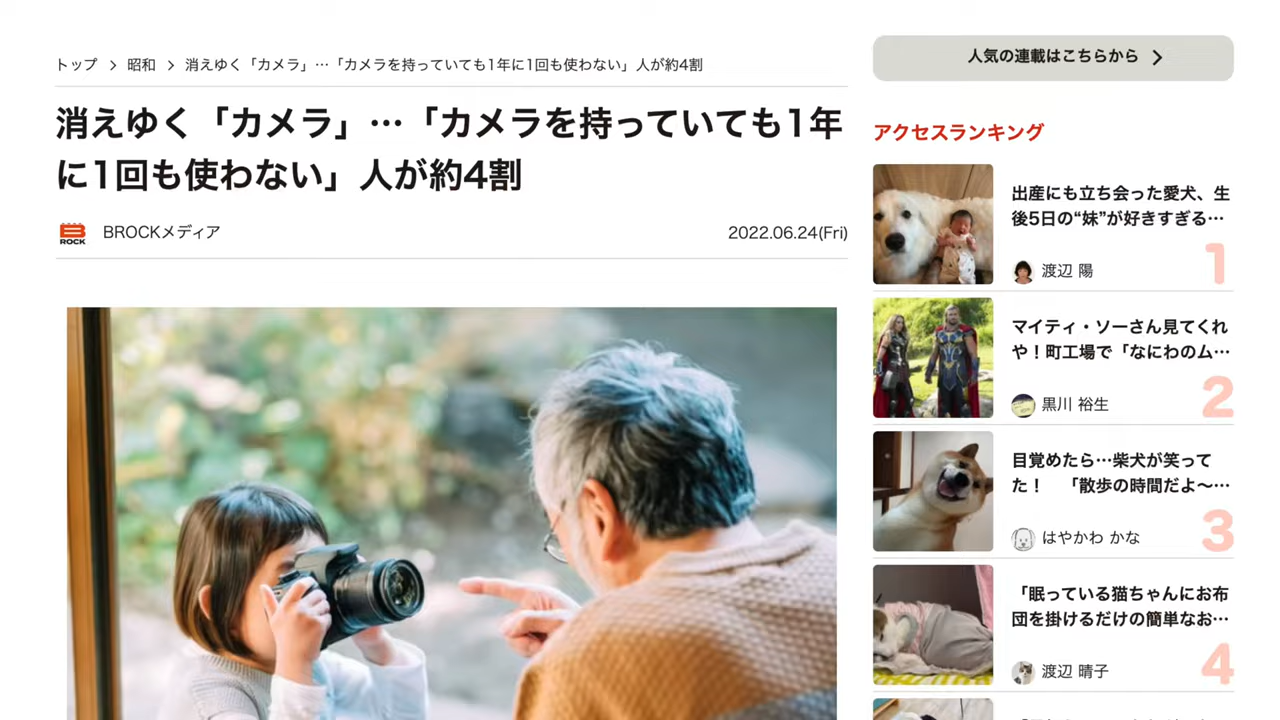 トップ > 昭和 > 消えゆく「カメラ」…「カメラを持っていても1年に1回も使わない」人が約4割
消えゆく「カメラ」…「カメラを持っていても1年
に1回も使わない」人が約4割
B
ROCK
BROCKメディア
2022.06.24(Fri)
人気の連載はこちらから
アクセスランキング
出産にも立ち会った愛犬、生
後5日の“妹”が好きすぎる…
渡辺 陽
1
マイティ・ソーさん見てくれ
や！町工場で「なにわのム…
黒川 裕生
2
目覚めたら…柴犬が笑って
た！ 「散歩の時間だよ〜…
はやかわ かな
3
「眠っている猫ちゃんにお布
団を掛けるだけの簡単なお…
渡辺 晴子
4